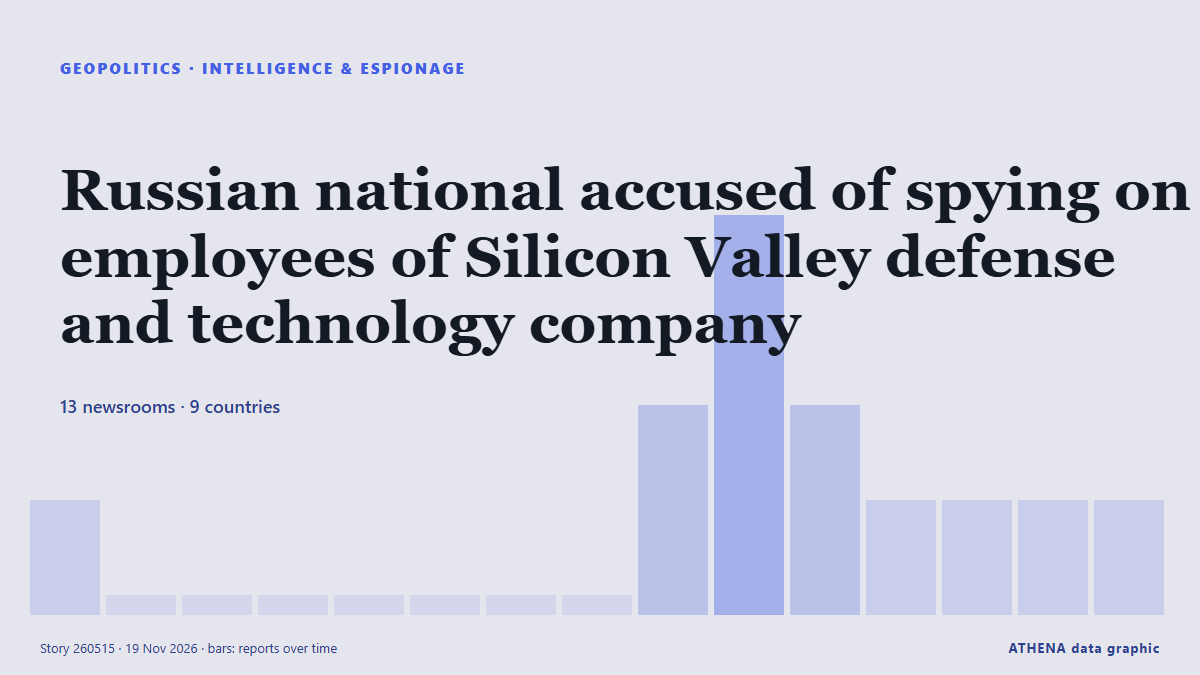 GEOPOLITICS · INTELLIGENCE & ESPIONAGE
Russian national accused of spying on
employees of Silicon Valley defense
and technology company
13 newsrooms · 9 countries
Story 260515 · 19 Nov 2026 · bars: reports over time
ATHENA data graphic